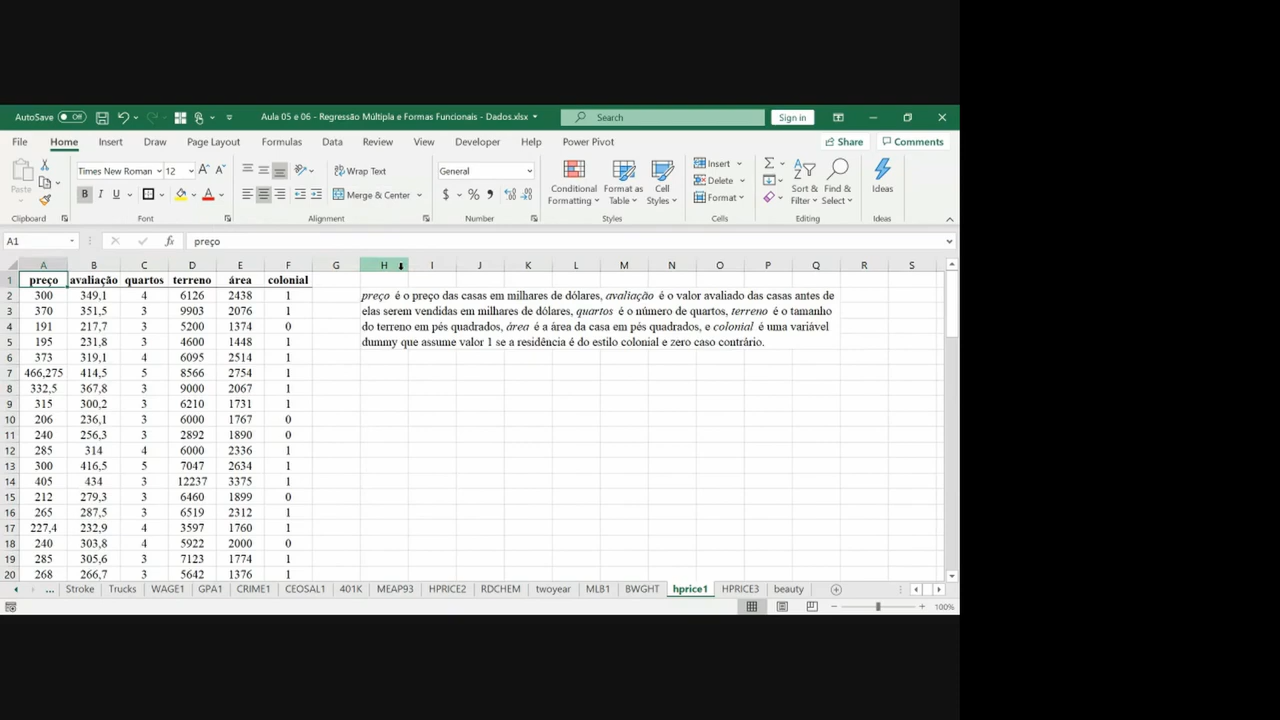 AutoSave Off Aula 05 e 06 - Regressão Múltipla e Formas Funcionais - Dados.xlsx Search Sign in
File Home Insert Draw Page Layout Formulas Data Review View Developer Help Power Pivot Share Comments
Paste Times New Roman 12 Wrap Text General Conditional Formatting Format as Table Cell Styles Insert Sort & Filter Find & Select Ideas
Delete
B I U Merge & Center $ % Format
Clipboard Font Alignment Number Styles Cells Editing Ideas
A1 fx preço
A B C D E F G H I J K L M N O P Q R S
1 preço avaliação quartos terreno área colonial
2 300 349,1 4 6126 2438 1 preço é o preço das casas em milhares de dólares, avaliação é o valor avaliado das casas antes de
3 370 351,5 3 9903 2076 1 elas serem vendidas em milhares de dólares, quartos é o número de quartos, terreno é o tamanho
4 191 217,7 3 5200 1374 0 do terreno em pés quadrados, área é a área da casa em pés quadrados, e colonial é uma variável
5 195 231,8 3 4600 1448 1 dummy que assume valor 1 se a residência é do estilo colonial e zero caso contrário.
6 373 319,1 4 6095 2514 1
7 466,275 414,5 5 8566 2754 1
8 332,5 367,8 3 9000 2067 1
9 315 300,2 3 6210 1731 1
10 206 236,1 3 6000 1767 0
11 240 256,3 3 2892 1890 0
12 285 314 4 6000 2336 1
13 300 416,5 5 7047 2634 1
14 405 434 3 12237 3375 1
15 212 279,3 3 6460 1899 0
16 265 287,5 3 6519 2312 1
17 227,4 232,9 4 3597 1760 1
18 240 303,8 4 5922 2000 0
19 285 305,6 3 7123 1774 1
20 268 266,7 3 5642 1376 1
... Stroke Trucks WAGE1 GPA1 CRIME1 CEOSAL1 401K MEAP93 HPRICE2 RDCHEM twoyear MLB1 BWGHT hprice1 HPRICE3 beauty
100%